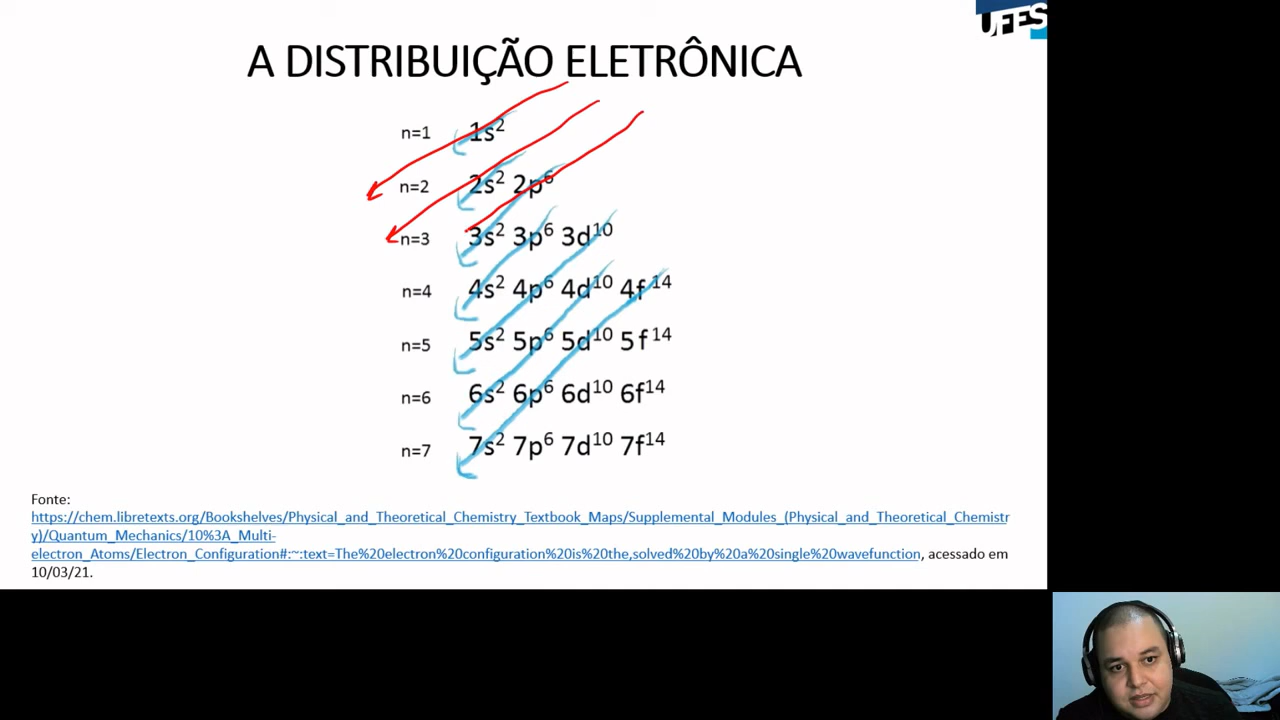 UFES
A DISTRIBUIÇÃO ELETRÔNICA
n=1 1s²
n=2 2s² 2p⁶
n=3 3s² 3p⁶ 3d¹⁰
n=4 4s² 4p⁶ 4d¹⁰ 4f¹⁴
n=5 5s² 5p⁶ 5d¹⁰ 5f¹⁴
n=6 6s² 6p⁶ 6d¹⁰ 6f¹⁴
n=7 7s² 7p⁶ 7d¹⁰ 7f¹⁴
Fonte:
https://chem.libretexts.org/Bookshelves/Physical_and_Theoretical_Chemistry_Textbook_Maps/Supplemental_Modules_(Physical_and_Theoretical_Chemistr
y)/Quantum_Mechanics/10%3A_Multi-
electron_Atoms/Electron_Configuration#:~:text=The%20electron%20configuration%20is%20the,solved%20by%20a%20single%20wavefunction, acessado em
10/03/21.